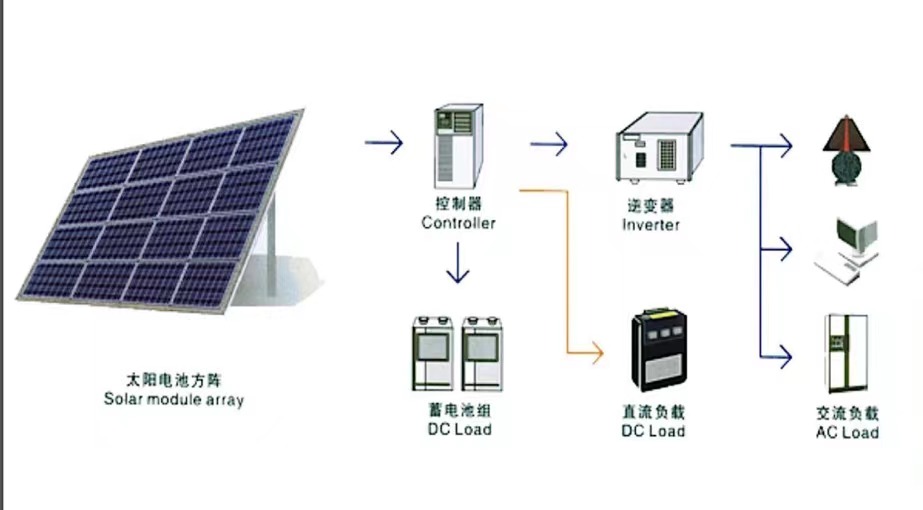 控制器
Controller
逆变器
Inverter
太阳电池方阵
Solar module array
蓄电池组
DC Load
直流负载
DC Load
交流负载
AC Load